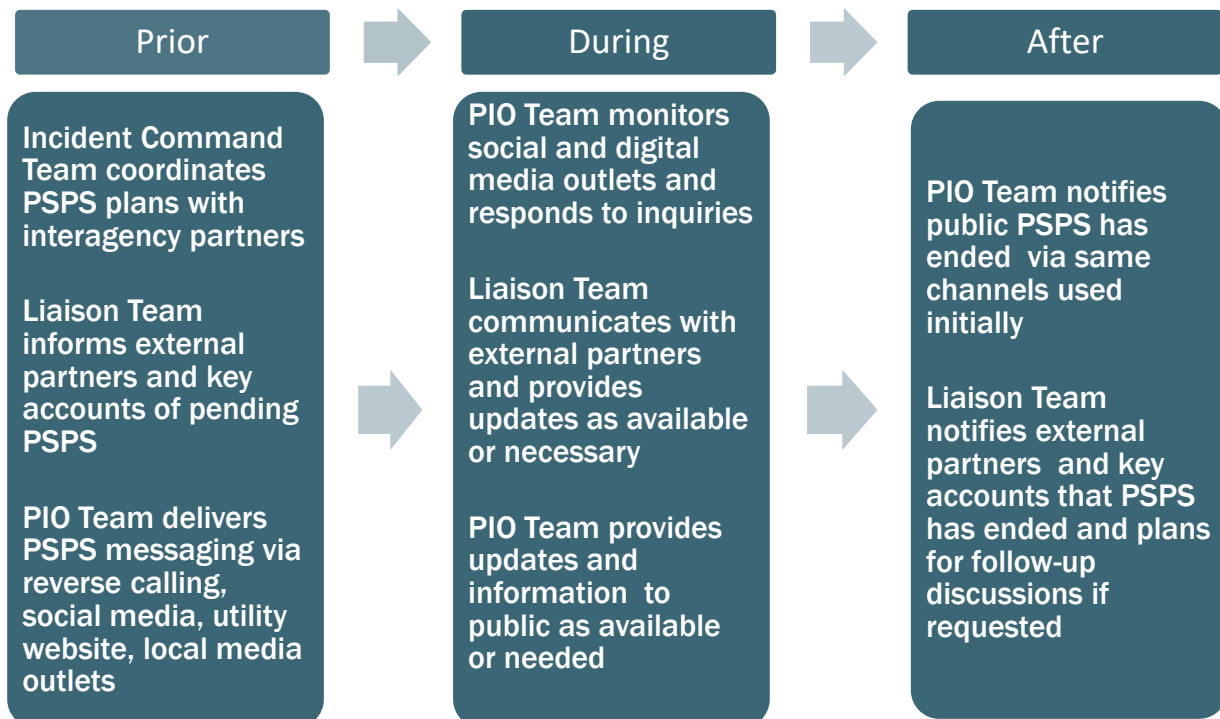 Prior
During
After
Incident Command
Team coordinates
PSPS plans with
interagency partners
Liaison Team
informs external
partners and key
accounts of pending
PSPS
PIO Team delivers
PSPS messaging via
reverse calling,
social media, utility
website, local media
outlets
PIO Team monitors
social and digital
media outlets and
responds to inquiries
Liaison Team
communicates with
external partners
and provides
updates as available
or necessary
PIO Team provides
updates and
information to
public as available
or needed
PIO Team notifies
public PSPS has
ended via same
channels used
initially
Liaison Team
notifies external
partners and key
accounts that PSPS
has ended and plans
for follow-up
discussions if
requested